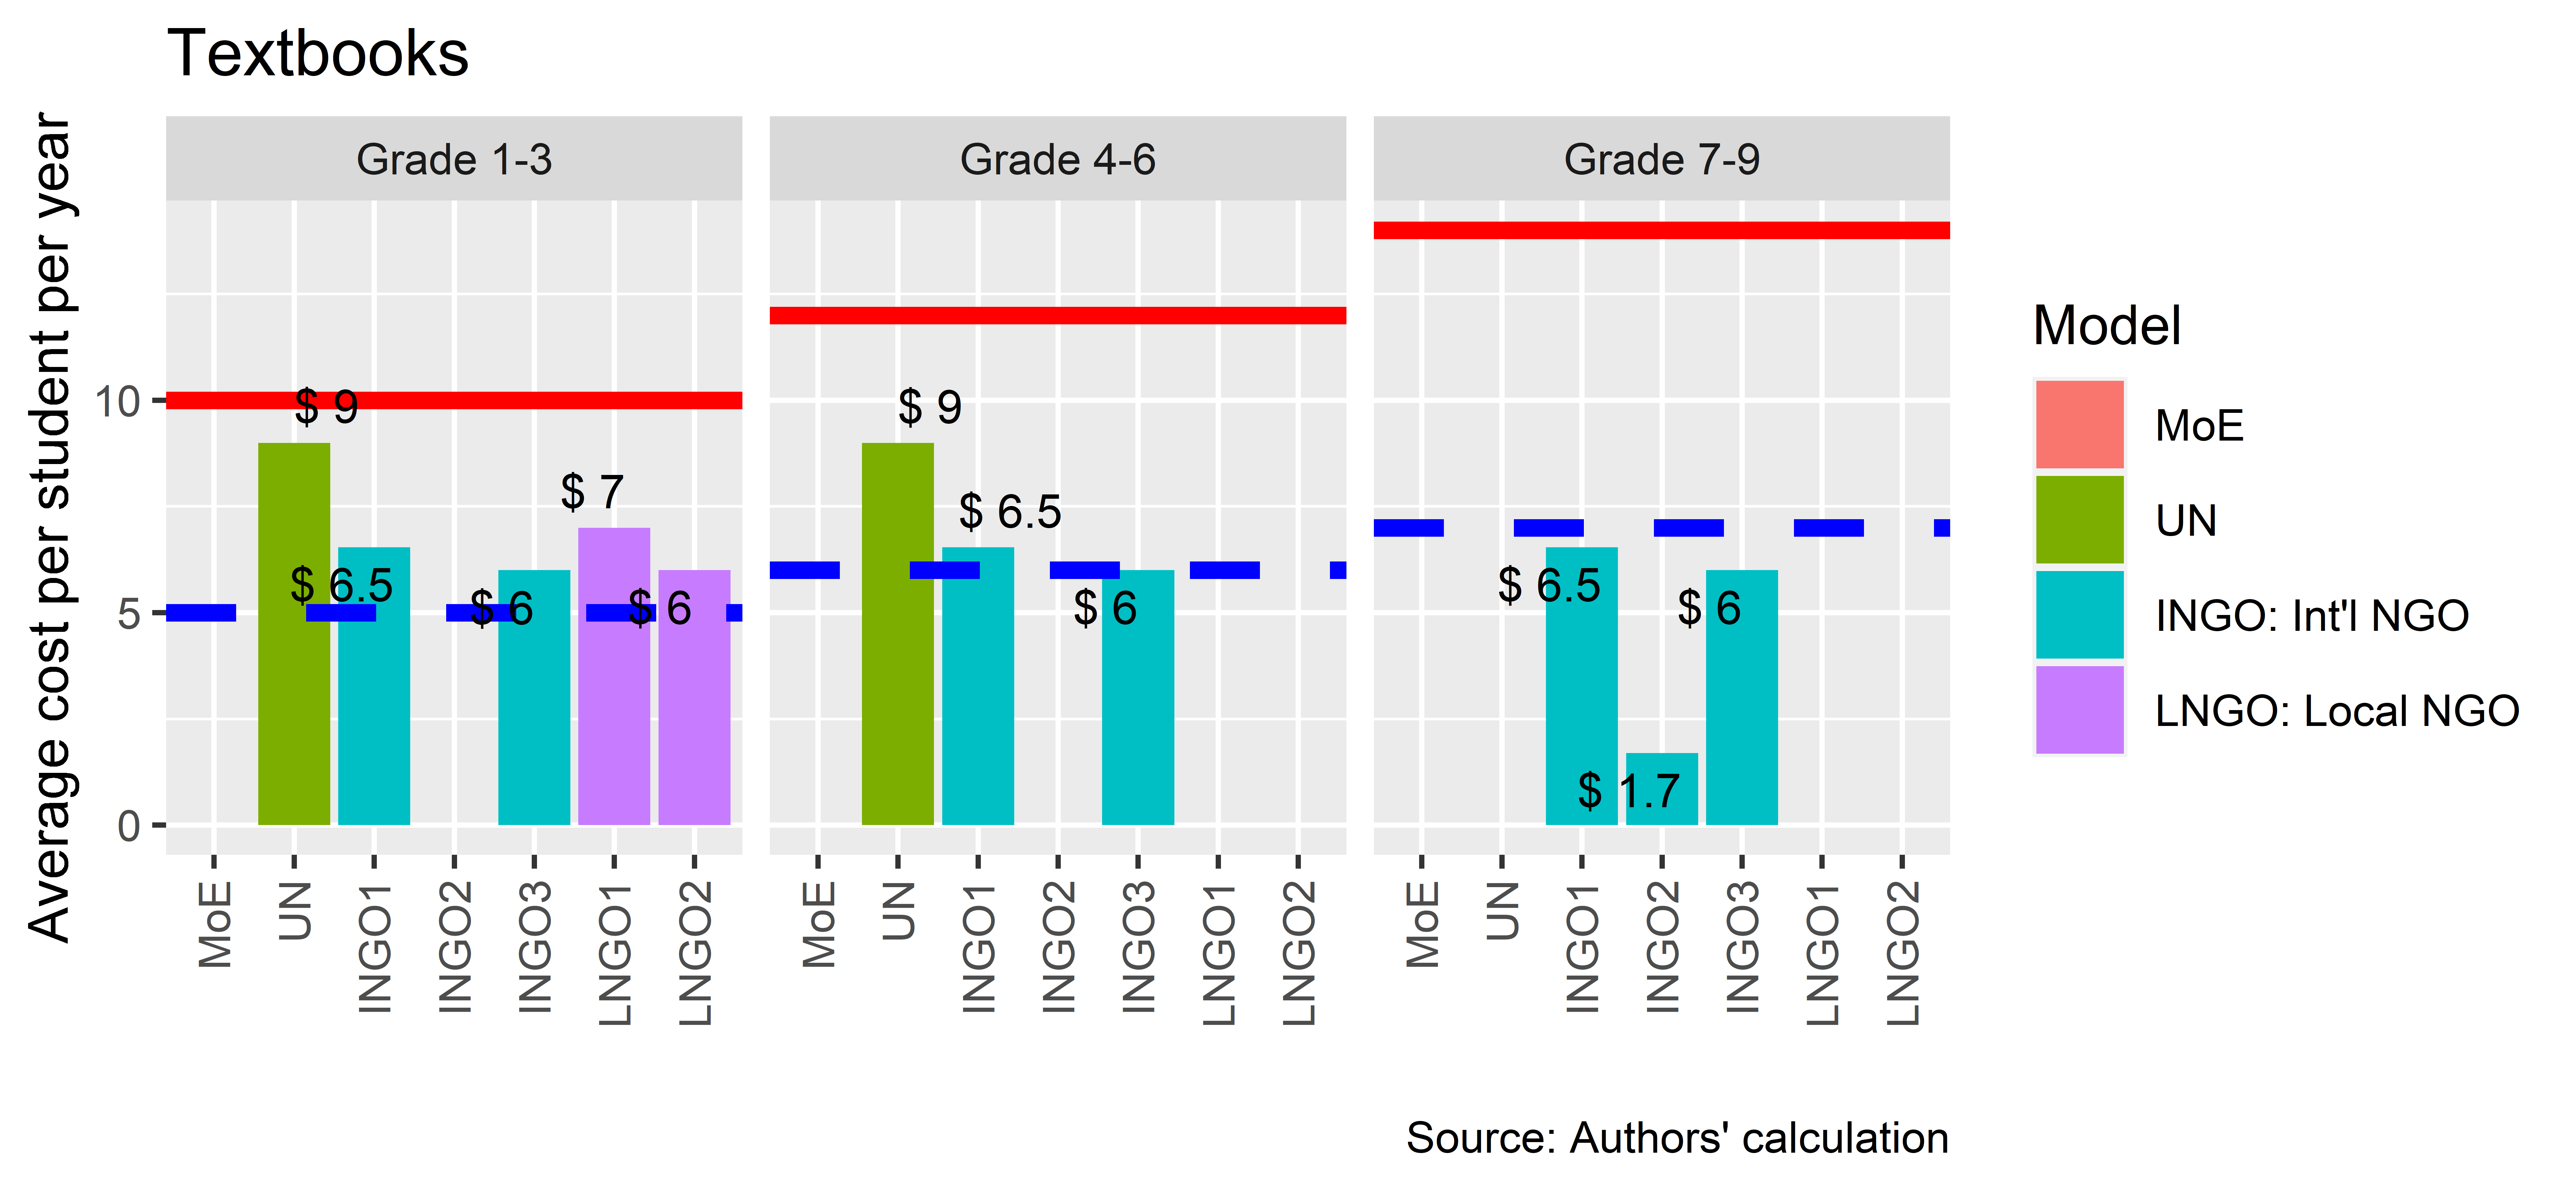 Textbooks
Average cost per student per year
Grade 1-3
Grade 4-6
Grade 7-9
10
5
0
$ 9
$ 6.5
$ 6
$ 7
$ 6
$ 9
$ 6.5
$ 6
$ 6.5
$ 1.7
$ 6
MoE
UN
INGO1
INGO2
INGO3
LNGO1
LNGO2
MoE
UN
INGO1
INGO2
INGO3
LNGO1
LNGO2
MoE
UN
INGO1
INGO2
INGO3
LNGO1
LNGO2
Model
MoE
UN
INGO: Int'l NGO
LNGO: Local NGO
Source: Authors' calculation